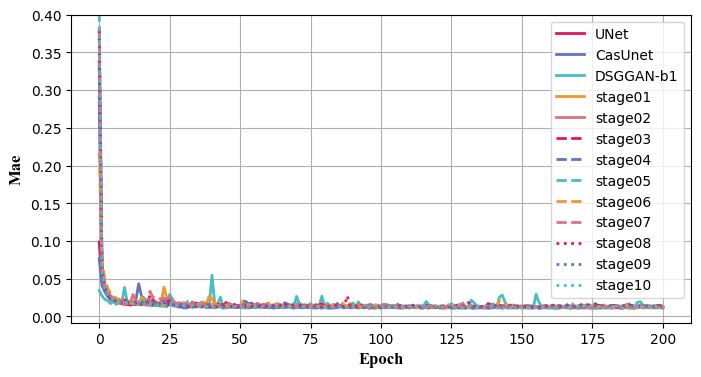 0.40
0.35
0.30
0.25
0.20
0.15
0.10
0.05
0.00
Mae
0 25 50 75 100 125 150 175 200
Epoch
UNet
CasUnet
DSGGAN-b1
stage01
stage02
stage03
stage04
stage05
stage06
stage07
stage08
stage09
stage10